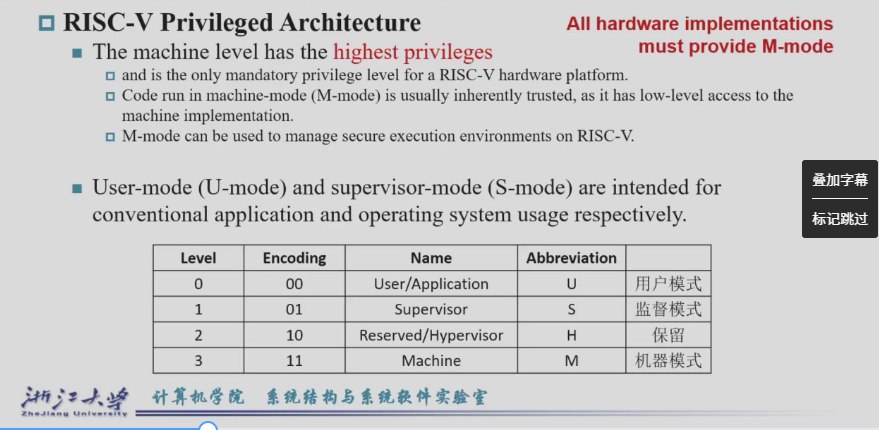 RISC-V Privileged Architecture
All hardware implementations
must provide M-mode
The machine level has the highest privileges
and is the only mandatory privilege level for a RISC-V hardware platform.
Code run in machine-mode (M-mode) is usually inherently trusted, as it has low-level access to the
machine implementation.
M-mode can be used to manage secure execution environments on RISC-V.
User-mode (U-mode) and supervisor-mode (S-mode) are intended for
conventional application and operating system usage respectively.
叠加字幕
标记跳过
Level Encoding Name Abbreviation
0 00 User/Application U 用户模式
1 01 Supervisor S 监督模式
2 10 Reserved/Hypervisor H 保留
3 11 Machine M 机器模式
浙江大学 计算机学院 系统结构与系统软件实验室
ZheJiang University